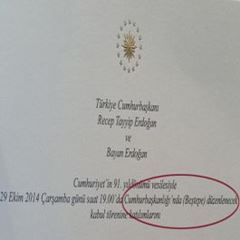 Türkiye Cumhurbaşkanı
Recep Tayyip Erdoğan
ve
Bayan Erdoğan
Cumhuriyet'in 91. yıldönümü vesilesiyle
29 Ekim 2014 Çarşamba günü saat 19.00'da Cumhurbaşkanlığı'nda (Beştepe) düzenlenecek
kabul törenine katılımlarını